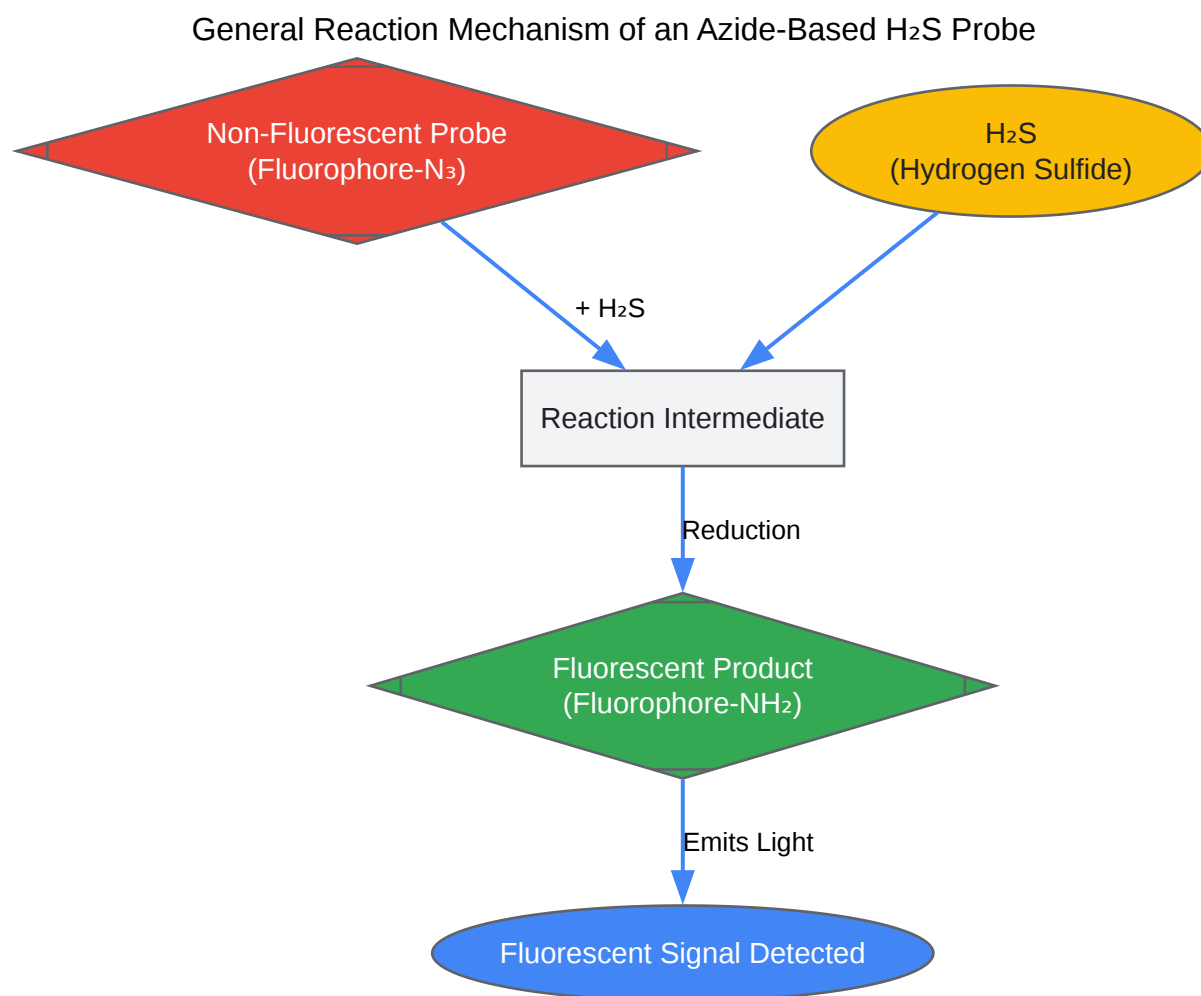 General Reaction Mechanism of an Azide-Based H₂S Probe
Non-Fluorescent Probe
(Fluorophore-N₃)
H₂S
(Hydrogen Sulfide)
+ H₂S
Reaction Intermediate
Reduction
Fluorescent Product
(Fluorophore-NH₂)
Emits Light
Fluorescent Signal Detected